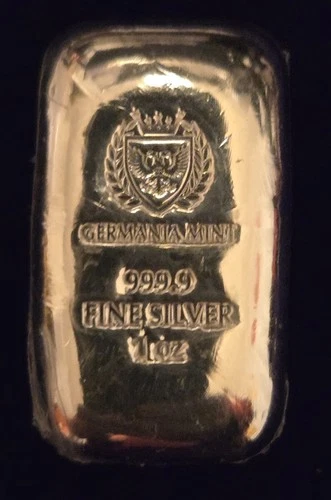 GERMANIA MINT
999.9
FINE SILVER
1 oz